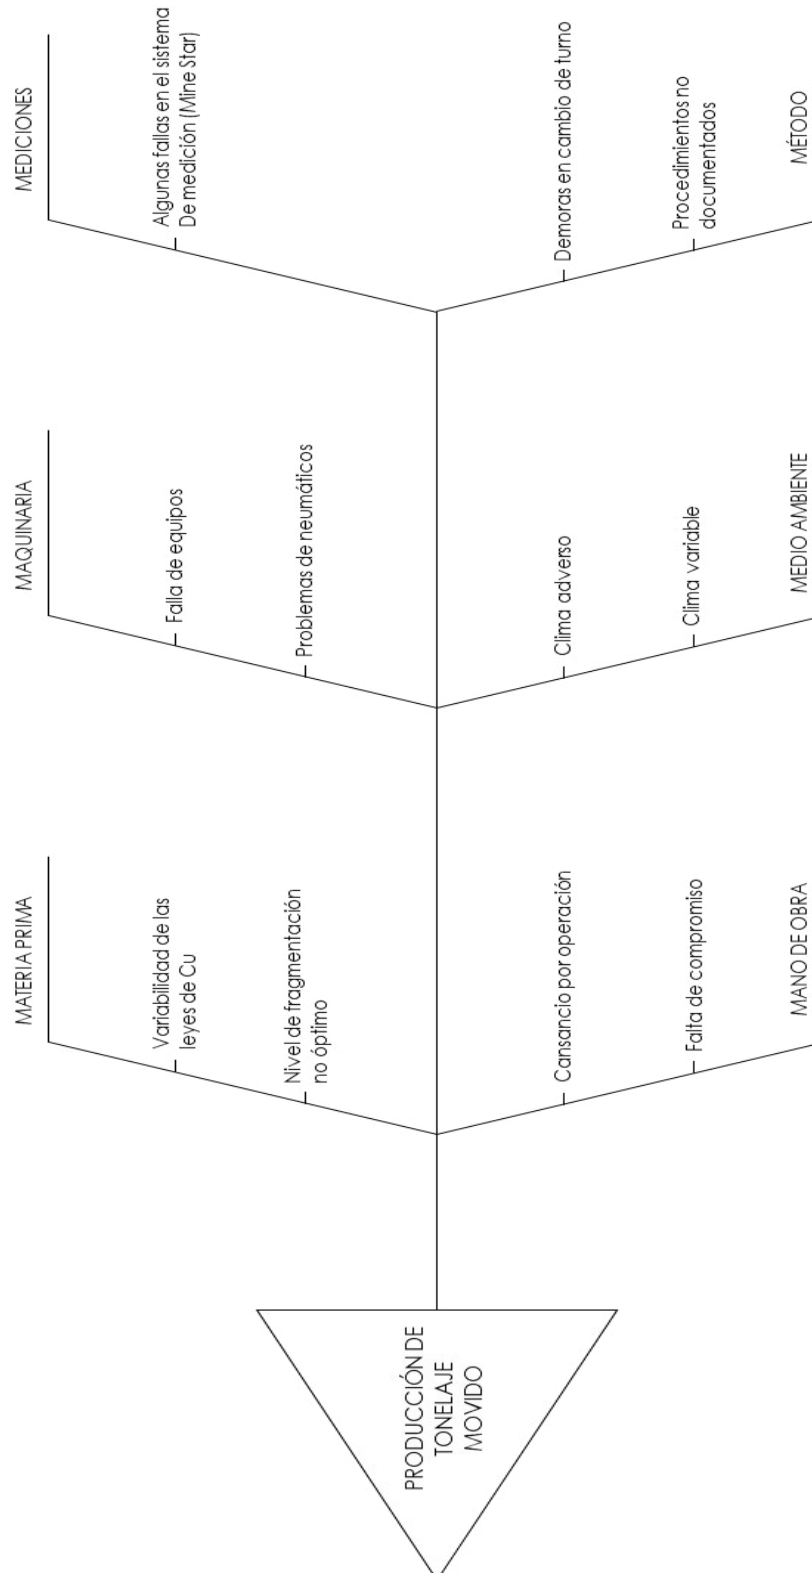 MEDICIONES
Algunas fallas en el sistema
De medición (Mine Star)
Demoras en cambio de turno
Procedimientos no
documentados
MÉTODO
MAQUINARIA
Falla de equipos
Problemas de neumáticos
Clima adverso
Clima variable
MEDIO AMBIENTE
MATERIA PRIMA
Variabilidad de las
leyes de Cu
Nivel de fragmentación
no óptimo
Cansancio por operación
Falta de compromiso
MANO DE OBRA
PRODUCCIÓN DE
TONELAJE
MOVIDO